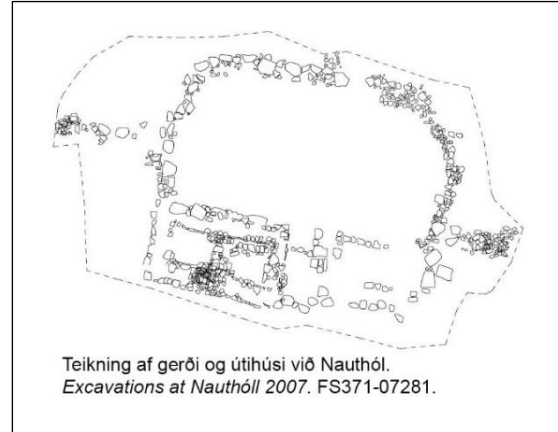 Teikning af gerði og útihúsi við Nauthól.
Excavations at Nauthóll 2007. FS371-07281.